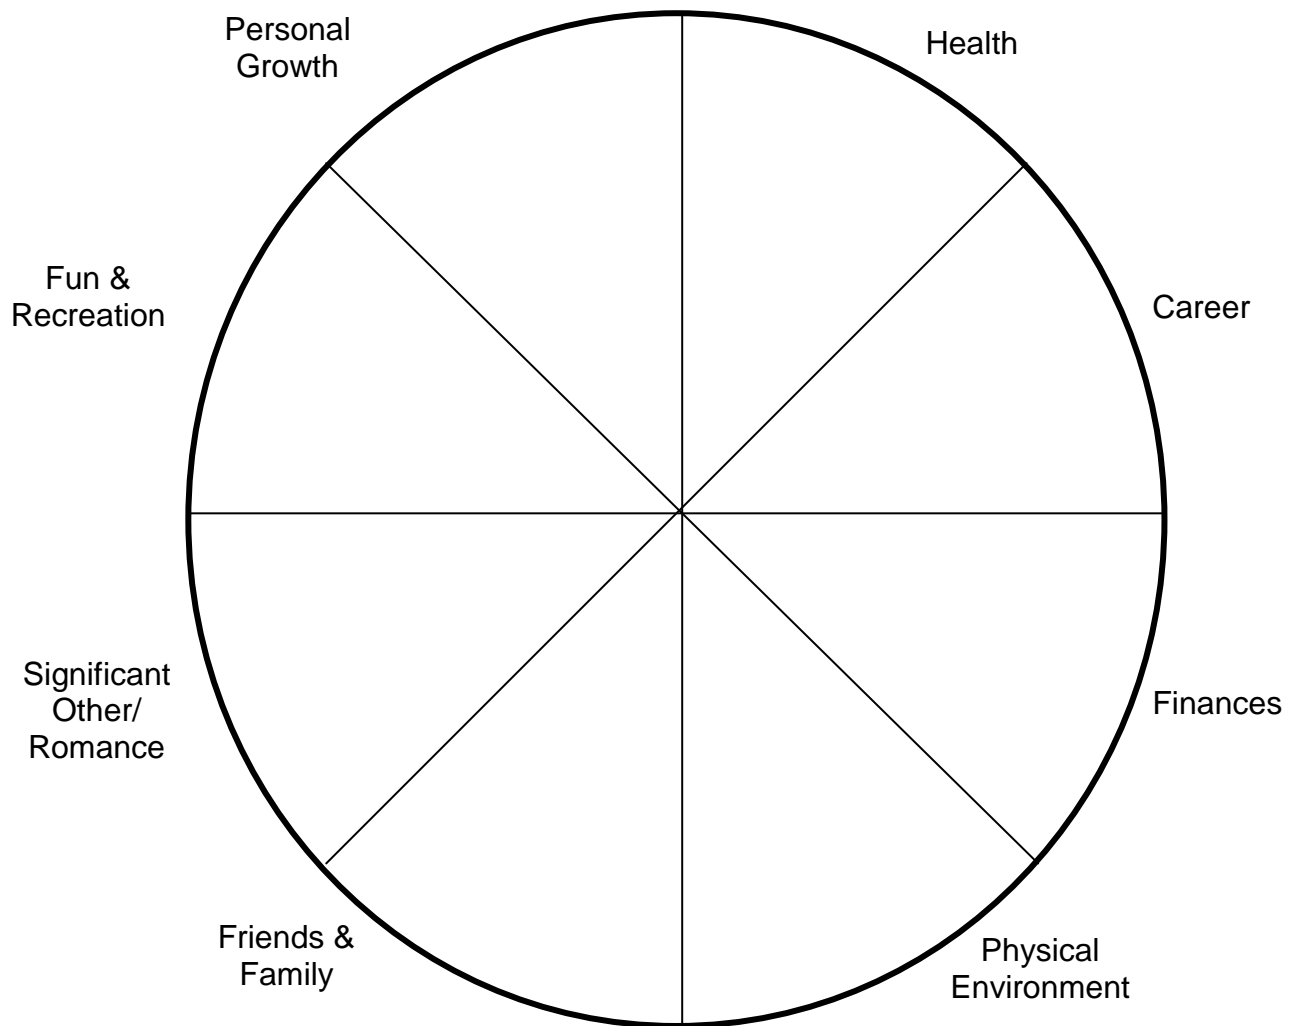 Personal
Growth
Health
Fun &
Recreation
Career
Significant
Other/
Romance
Finances
Friends &
Family
Physical
Environment